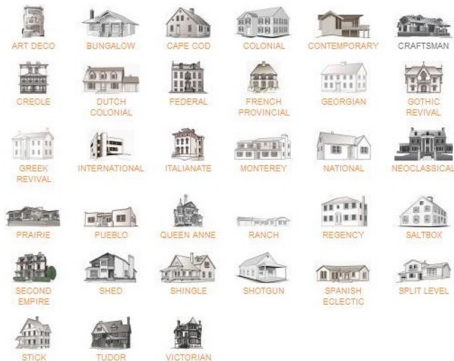 ART DECO
BUNGALOW
CAPE COD
COLONIAL
CONTEMPORARY
CRAFTSMAN
CREOLE
DUTCH
COLONIAL
FEDERAL
FRENCH
PROVINCIAL
GEORGIAN
GOTHIC
REVIVAL
GREEK
REVIVAL
INTERNATIONAL
ITALIANATE
MONTEREY
NATIONAL
NEOCLASSICAL
PRAIRIE
PUEBLO
QUEEN ANNE
RANCH
REGENCY
SALTBOX
SECOND
EMPIRE
SHED
SHINGLE
SHOTGUN
SPANISH
ECLECTIC
SPLIT LEVEL
STICK
TUDOR
VICTORIAN